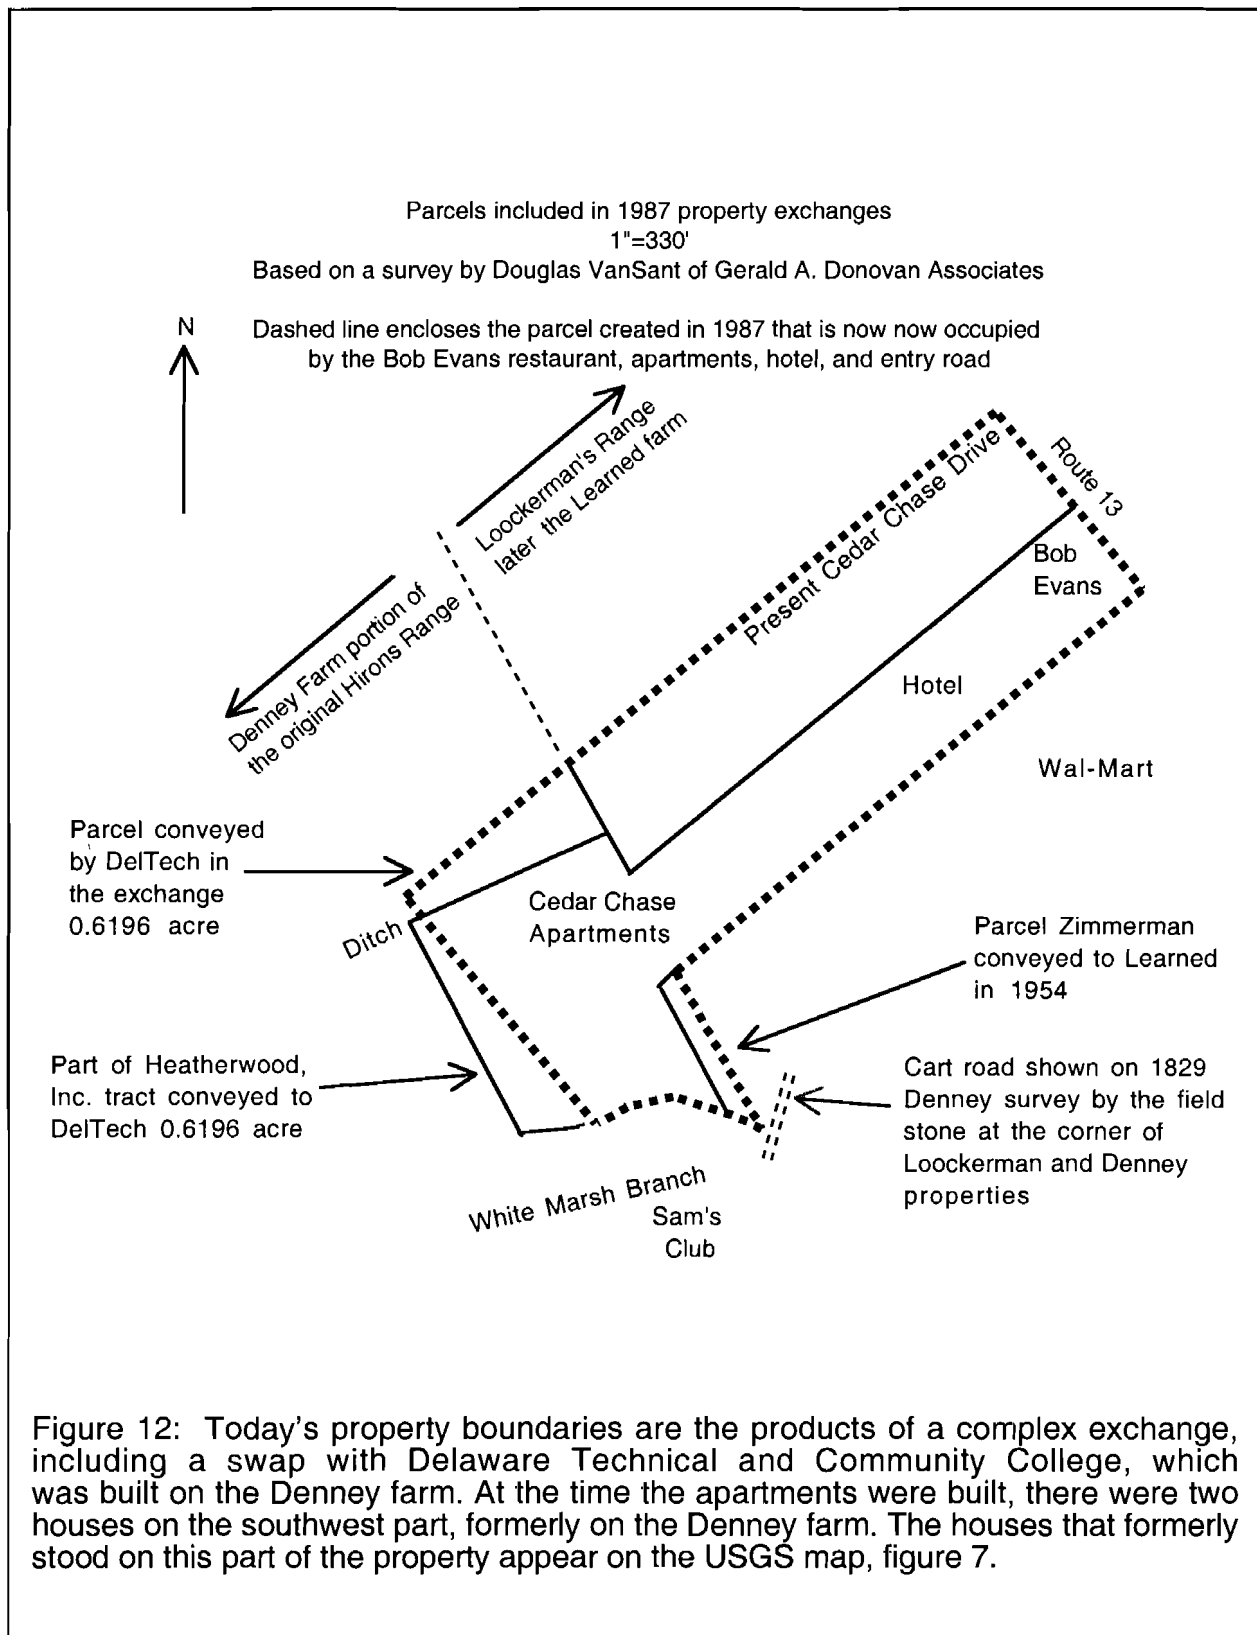 Parcels included in 1987 property exchanges
1"=330'
Based on a survey by Douglas VanSant of Gerald A. Donovan Associates
N
Dashed line encloses the parcel created in 1987 that is now now occupied
by the Bob Evans restaurant, apartments, hotel, and entry road
Loockerman's Range
later the Learned farm
Denney Farm portion of
the original Hirons Range
Present Cedar Chase Drive
Route 13
Bob
Evans
Hotel
Wal-Mart
Parcel conveyed
by DelTech in
the exchange
0.6196 acre
Ditch
Cedar Chase
Apartments
Parcel Zimmerman
conveyed to Learned
in 1954
Part of Heatherwood,
Inc. tract conveyed to
DelTech 0.6196 acre
Cart road shown on 1829
Denney survey by the field
stone at the corner of
Loockerman and Denney
properties
White Marsh Branch
Sam's
Club
Figure 12: Today's property boundaries are the products of a complex exchange,
including a swap with Delaware Technical and Community College, which
was built on the Denney farm. At the time the apartments were built, there were two
houses on the southwest part, formerly on the Denney farm. The houses that formerly
stood on this part of the property appear on the USGS map, figure 7.